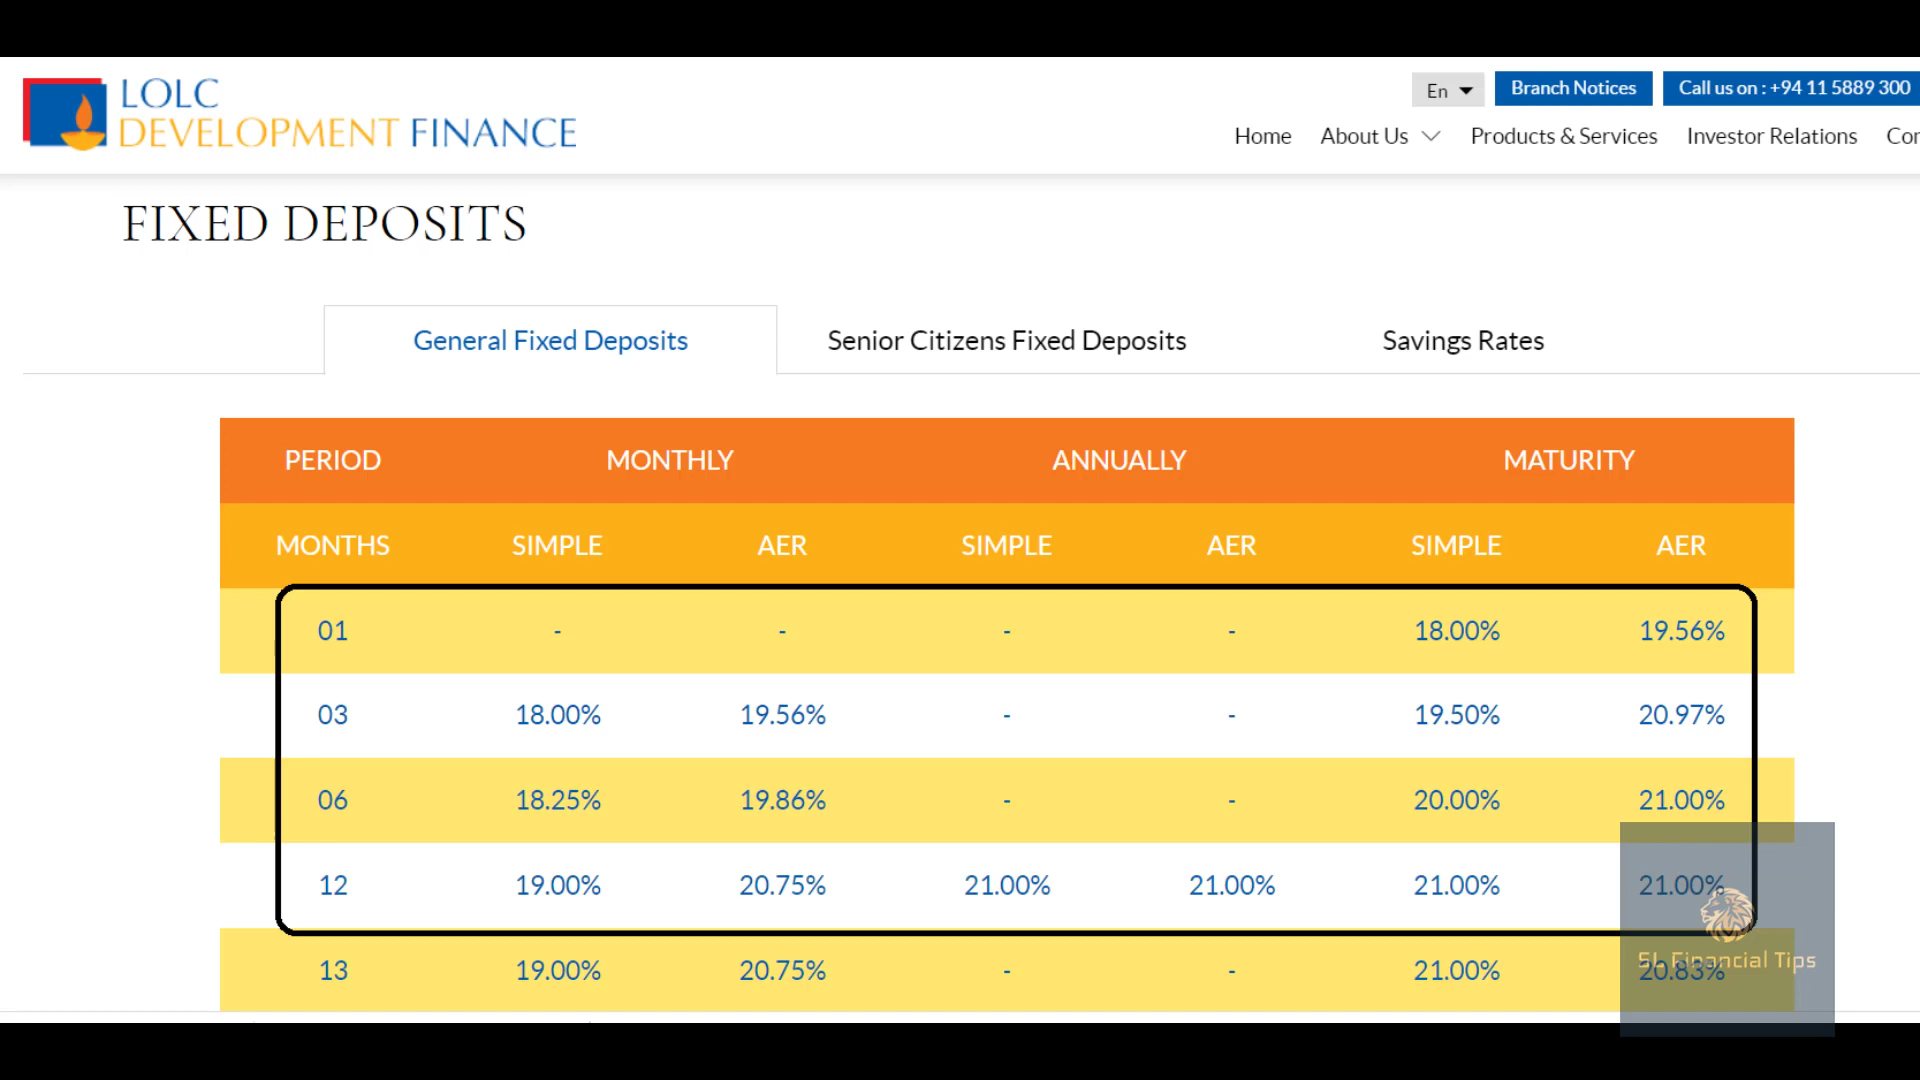 LOLC
DEVELOPMENT FINANCE
En
Branch Notices
Call us on : +94 11 5889 300
Home About Us Products & Services Investor Relations
FIXED DEPOSITS
General Fixed Deposits Senior Citizens Fixed Deposits Savings Rates
PERIOD MONTHLY ANNUALLY MATURITY
MONTHS SIMPLE AER SIMPLE AER SIMPLE AER
01 - - - - 18.00% 19.56%
03 18.00% 19.56% - - 19.50% 20.97%
06 18.25% 19.86% - - 20.00% 21.00%
12 19.00% 20.75% 21.00% 21.00% 21.00% 21.00%
13 19.00% 20.75% - - 21.00% 20.83%
SL Financial Tips